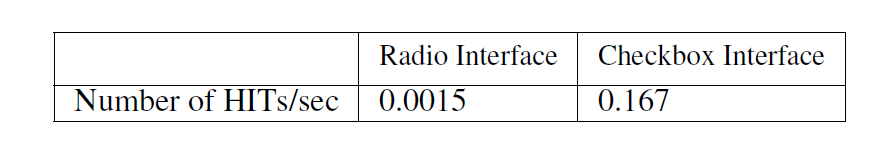 Radio Interface Checkbox Interface
Number of HITs/sec 0.0015 0.167